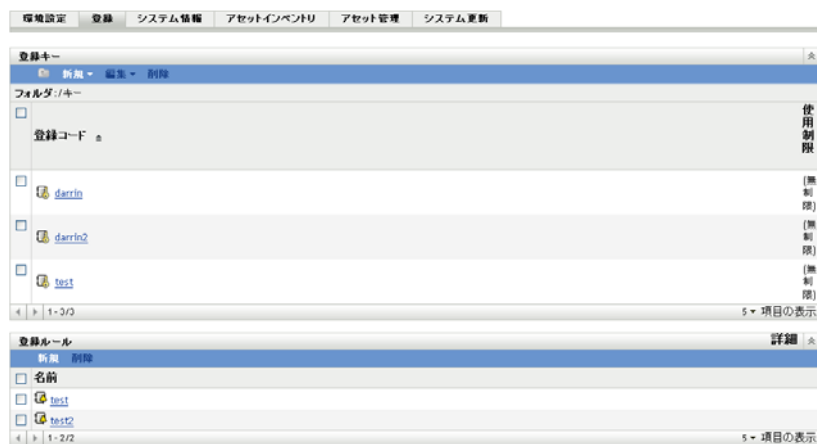 環境設定 登録 システム情報 アセットインベントリ アセット管理 システム更新
登録キー
新規 編集 削除
フォルダ:/キー
登録コード 使用制限
darrin (無制限)
darrin2 (無制限)
test (無制限)
1-3/3 5 項目の表示
登録ルール 詳細
新規 削除
名前
test
test2
1-2/2 5 項目の表示